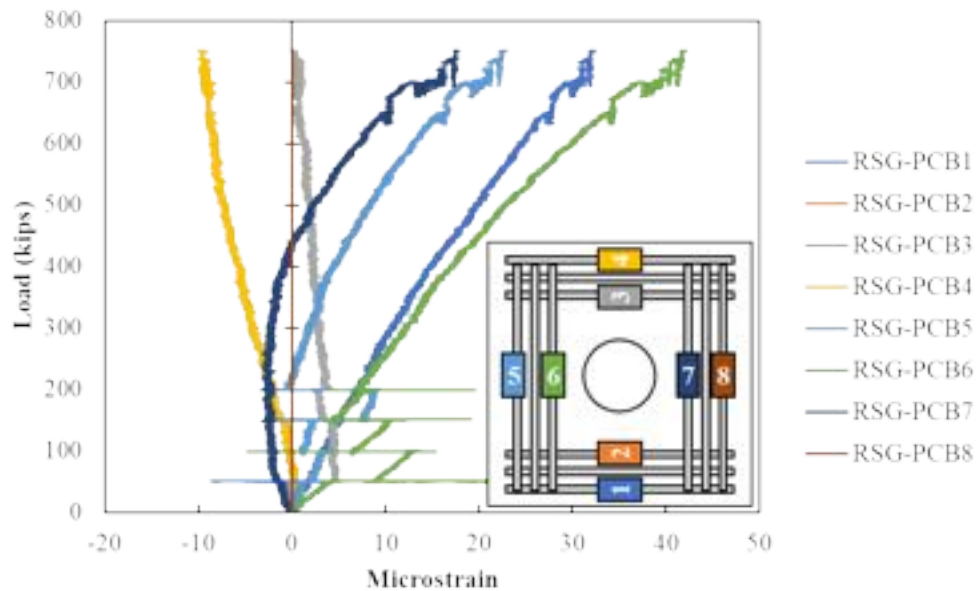 800
700
600
500
400
300
200
100
0
-20
-10
0
10
20
30
40
50
Load (kips)
Microstrain
RSG-PCB1
RSG-PCB2
RSG-PCB3
RSG-PCB4
RSG-PCB5
RSG-PCB6
RSG-PCB7
RSG-PCB8
4
3
5
6
7
8
2
1